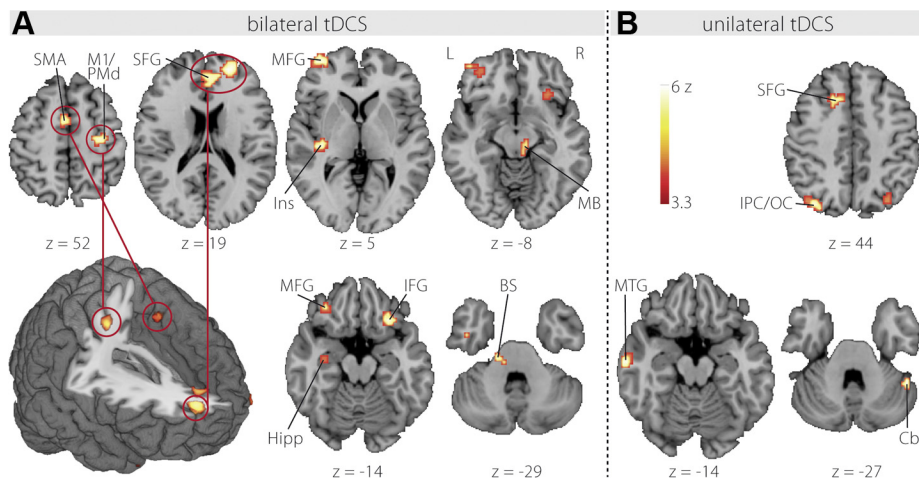 A bilateral tDCS
B unilateral tDCS
SMA
M1/
PMd
SFG
MFG
L
R
Ins
MB
6 z
3.3
SFG
IPC/OC
z = 52
z = 19
z = 5
z = -8
z = 44
MFG
IFG
BS
Hipp
MTG
Cb
z = -14
z = -29
z = -14
z = -27